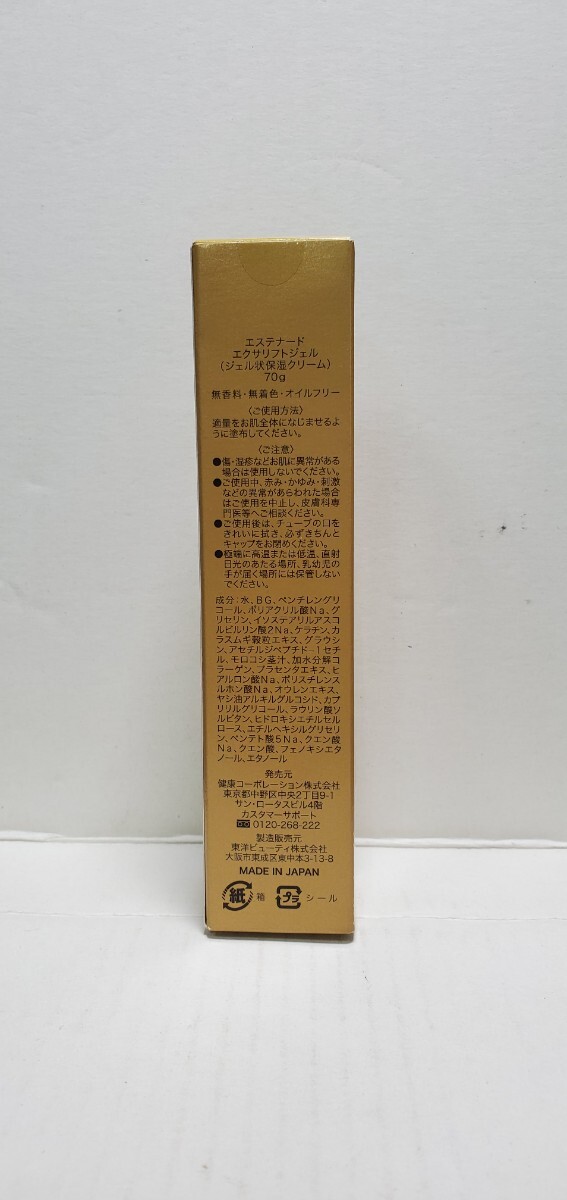 エステナード
エクサリフトジェル
(ジェル状保湿クリーム)
70g
無香料・無着色・オイルフリー
〈ご使用方法〉
適量をお肌全体になじませるよ
うに塗布してください。
〈ご注意〉
●傷・湿疹などお肌に異常がある
場合は使用しないでください。
●ご使用中、赤み・かゆみ・刺激
などの異常があらわれた場合
はご使用を中止し、皮膚科専
門医等へご相談ください。
●ご使用後は、チューブの口を
きれいに拭き、必ずきちんと
キャップをお閉めください。
●極端に高温または低温、直射
日光のあたる場所、乳幼児の
手が届く場所には保管しない
でください。
成分：水、BG、ペンチレングリ
コール、ポリアクリル酸Na、グ
リセリン、イソステアリルアスコ
ルビルリン酸2Na、ケラチン、カ
ラスムギ穀粒エキス、グラウシ
ン、アセチルジペプチド-1セチ
ル、モロコシ茎汁、加水分解コ
ラーゲン、プラセンタエキス、ヒ
アルロン酸Na、ポリスチレンス
ルホン酸Na、オウレンエキス、
ヤシ油アルキルグルコシド、カプ
リリルグリコール、ラウリン酸ソ
ルビタン、ヒドロキシエチルセル
ロース、エチルヘキシルグリセリ
ン、ペンテト酸5Na、クエン酸
Na、クエン酸、フェノキシエタ
ノール、エタノール
発売元
健康コーポレーション株式会社
東京都中野区中央2丁目9-1
サン・ロータスビル4階
カスタマーサポート
0120-268-222
製造販売元
東洋ビューティ株式会社
大阪市東成区東中本3-13-8
MADE IN JAPAN
紙 箱 プラ シール